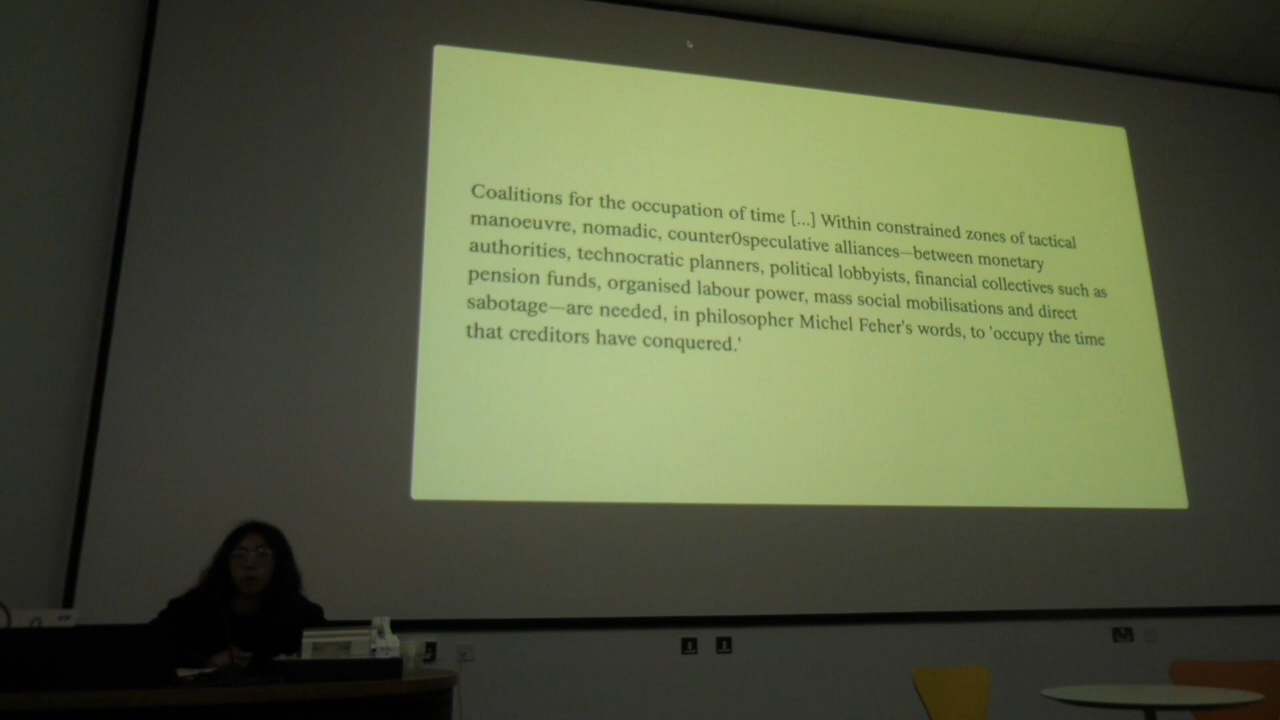 Coalitions for the occupation of time [...] Within constrained zones of tactical
manoeuvre, nomadic, counter0speculative alliances—between monetary
authorities, technocratic planners, political lobbyists, financial collectives such as
pension funds, organised labour power, mass social mobilisations and direct
sabotage—are needed, in philosopher Michel Feher's words, to 'occupy the time
that creditors have conquered.'